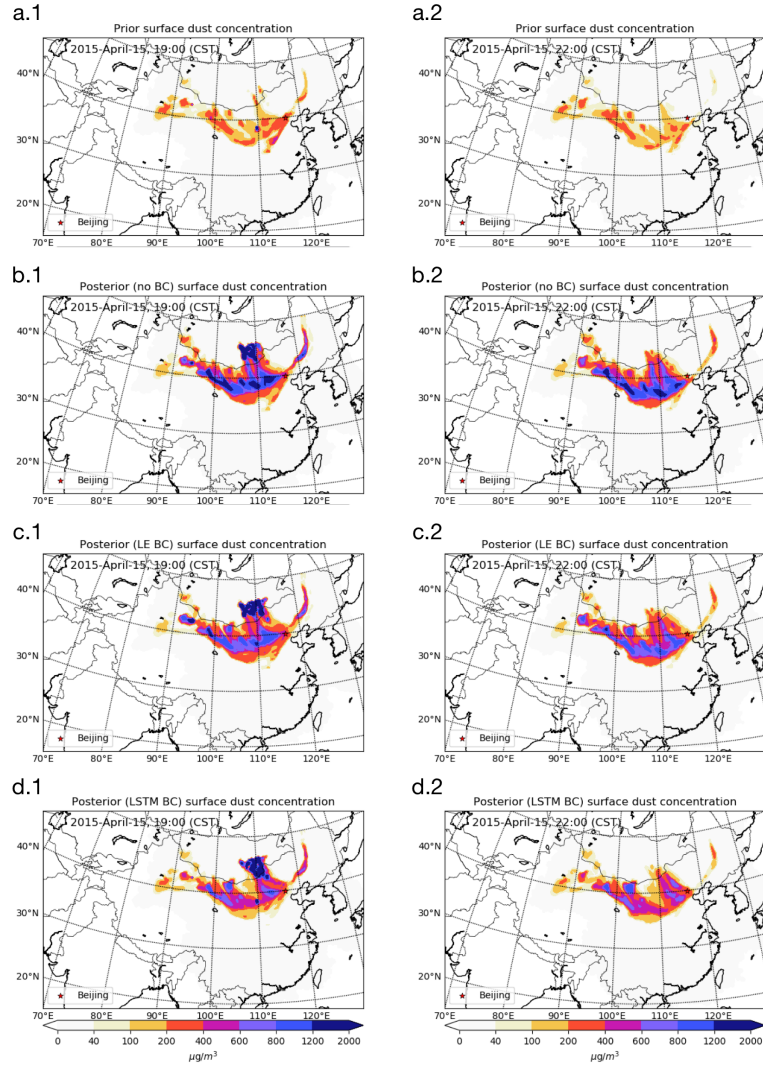 a.1
a.2
Prior surface dust concentration
Prior surface dust concentration
2015-April-15, 19:00 (CST)
2015-April-15, 22:00 (CST)
40°N
40°N
30°N
30°N
20°N
20°N
Beijing
Beijing
70°E 80°E 90°E 100°E 110°E 120°E
70°E 80°E 90°E 100°E 110°E 120°E
b.1
b.2
Posterior (no BC) surface dust concentration
Posterior (no BC) surface dust concentration
2015-April-15, 19:00 (CST)
2015-April-15, 22:00 (CST)
40°N
40°N
30°N
30°N
20°N
20°N
Beijing
Beijing
70°E 80°E 90°E 100°E 110°E 120°E
70°E 80°E 90°E 100°E 110°E 120°E
c.1
c.2
Posterior (LE BC) surface dust concentration
Posterior (LE BC) surface dust concentration
2015-April-15, 19:00 (CST)
2015-April-15, 22:00 (CST)
40°N
40°N
30°N
30°N
20°N
20°N
Beijing
Beijing
70°E 80°E 90°E 100°E 110°E 120°E
70°E 80°E 90°E 100°E 110°E 120°E
d.1
d.2
Posterior (LSTM BC) surface dust concentration
Posterior (LSTM BC) surface dust concentration
2015-April-15, 19:00 (CST)
2015-April-15, 22:00 (CST)
40°N
40°N
30°N
30°N
20°N
20°N
Beijing
Beijing
70°E 80°E 90°E 100°E 110°E 120°E
70°E 80°E 90°E 100°E 110°E 120°E
0 40 100 200 400 600 800 1200 2000
0 40 100 200 400 600 800 1200 2000
μg/m³
μg/m³